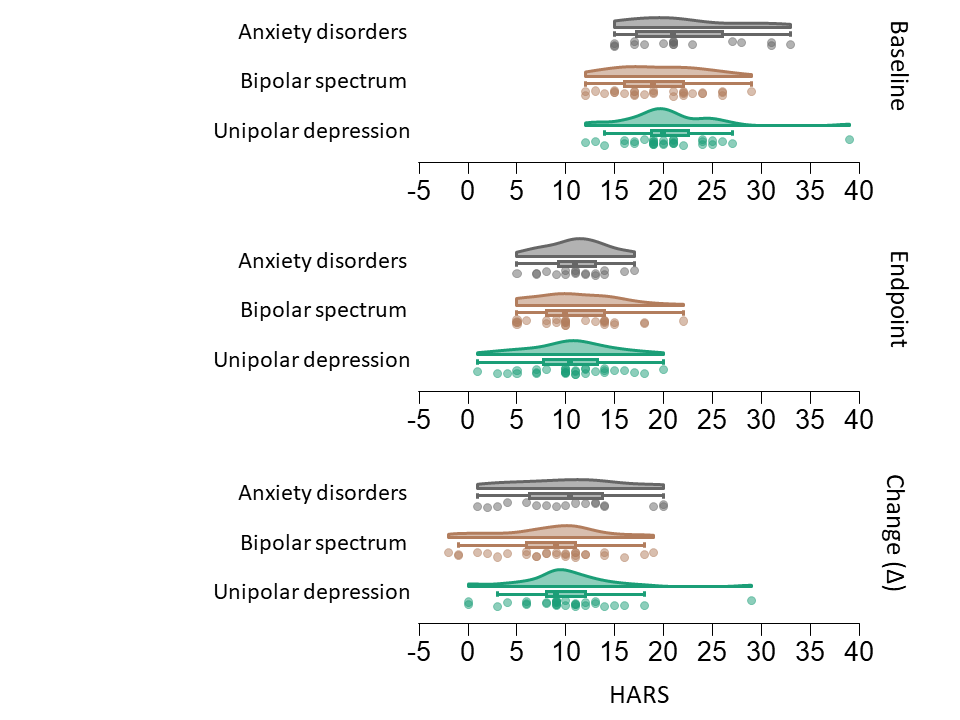 Baseline
Anxiety disorders
Bipolar spectrum
Unipolar depression
-5 0 5 10 15 20 25 30 35 40
Endpoint
Anxiety disorders
Bipolar spectrum
Unipolar depression
-5 0 5 10 15 20 25 30 35 40
Change (Δ)
Anxiety disorders
Bipolar spectrum
Unipolar depression
-5 0 5 10 15 20 25 30 35 40
HARS